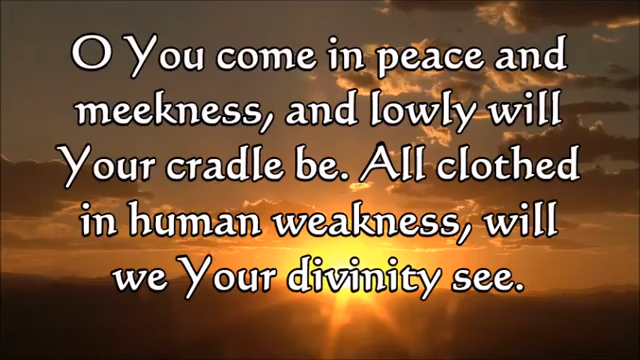 O You come in peace and
meekness, and lowly will
Your cradle be. All clothed
in human weakness, will
we Your divinity see.